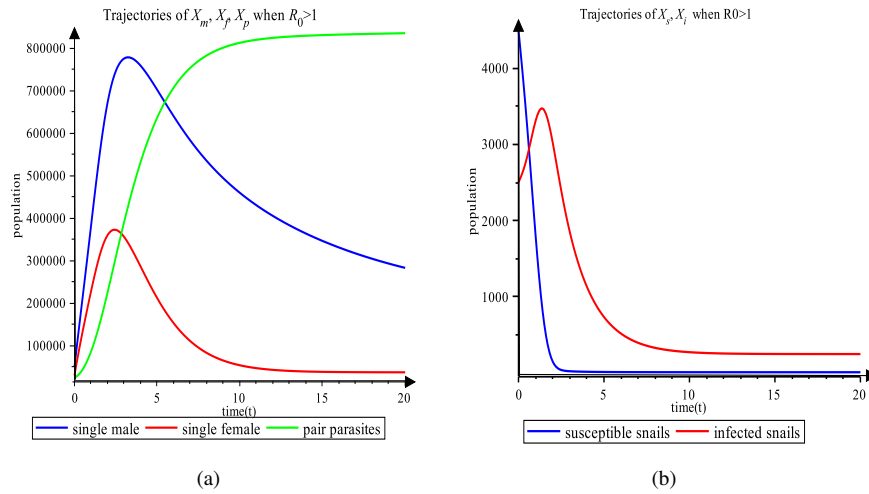 Trajectories of X_m, X_f, X_p when R_0>1
800000
700000
600000
500000
400000
300000
200000
100000
population
0 5 10 15 20
time(t)
single male single female pair parasites
(a)
Trajectories of X_s, X_i when R0>1
4000
3000
2000
1000
population
0 5 10 15 20
time(t)
susceptible snails infected snails
(b)